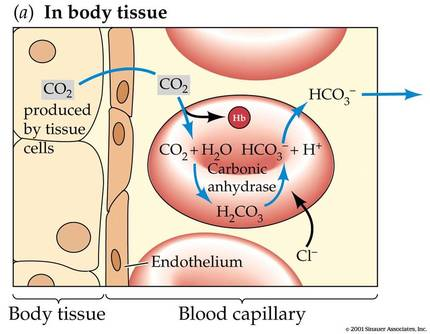 (a) In body tissue
CO₂
produced
by tissue
cells
CO₂
Hb
HCO₃⁻
CO₂ + H₂O HCO₃⁻ + H⁺
Carbonic
anhydrase
H₂CO₃
Cl⁻
Endothelium
Body tissue
Blood capillary
© 2001 Sinauer Associates, Inc.